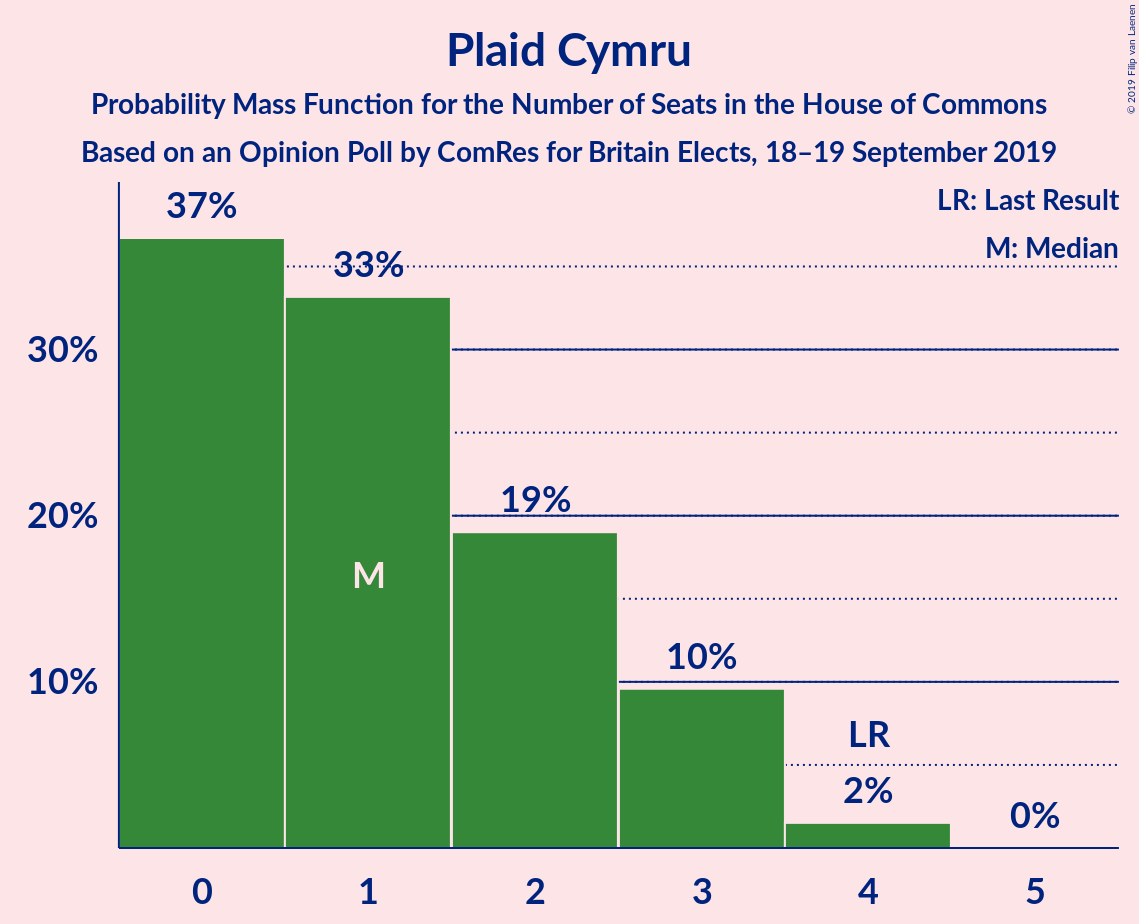 Plaid Cymru
Probability Mass Function for the Number of Seats in the House of Commons
Based on an Opinion Poll by ComRes for Britain Elects, 18–19 September 2019
© 2019 Filip van Laenen
LR: Last Result
M: Median
37%
33%
30%
19%
20%
M
10%
10%
LR
2%
0%
0 1 2 3 4 5